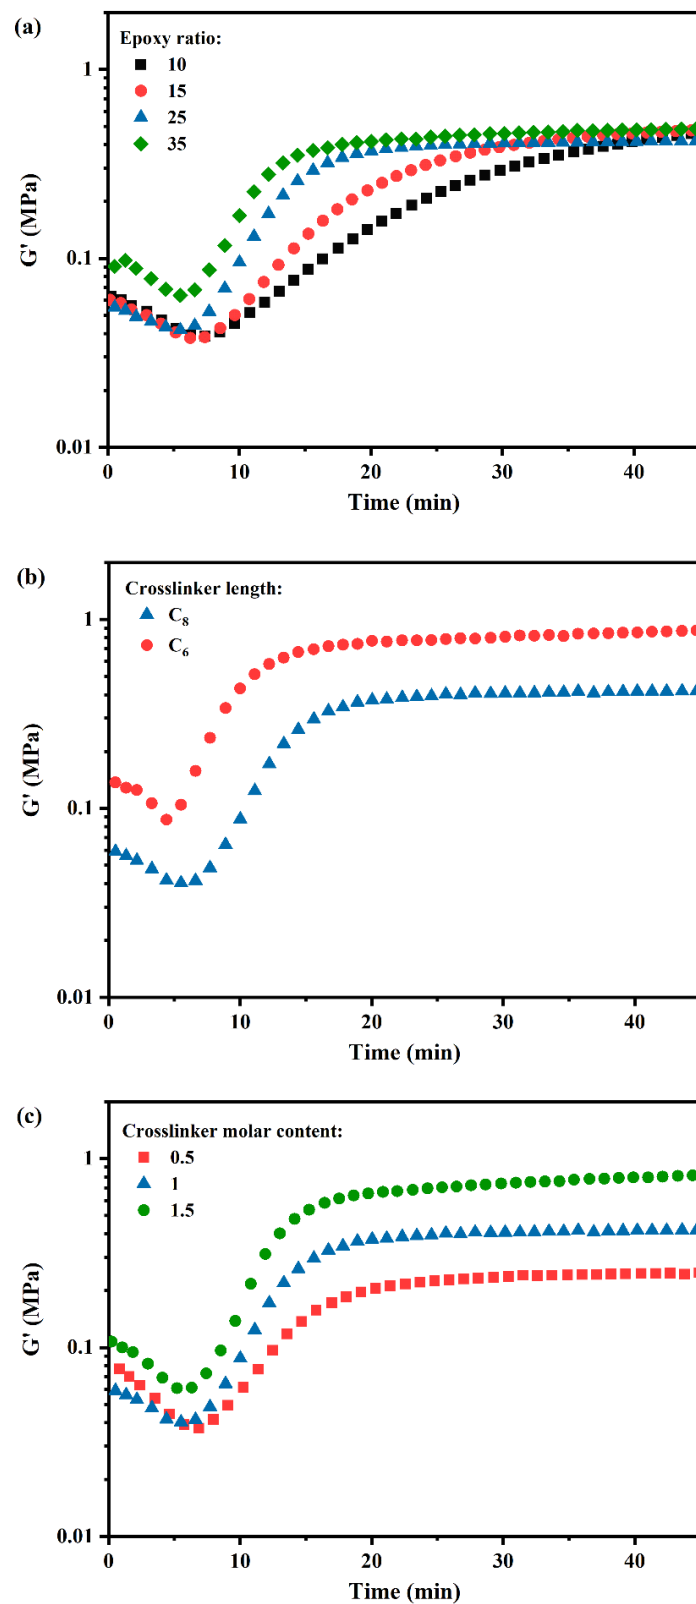 (a)
Epoxy ratio:
10
15
25
35
1
0.1
0.01
G' (MPa)
0 10 20 30 40
Time (min)
(b)
Crosslinker length:
C₈
C₆
1
0.1
0.01
G' (MPa)
0 10 20 30 40
Time (min)
(c)
Crosslinker molar content:
0.5
1
1.5
1
0.1
0.01
G' (MPa)
0 10 20 30 40
Time (min)